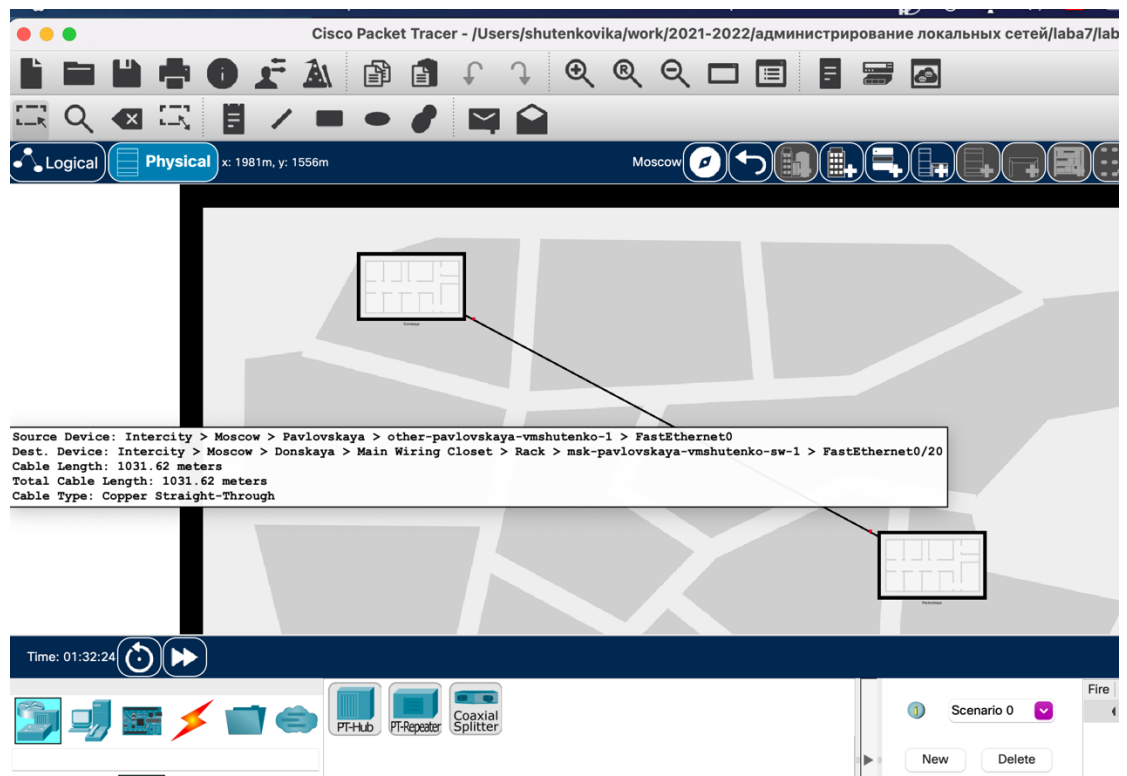 Cisco Packet Tracer - /Users/shutenkovika/work/2021-2022/администрирование локальных сетей/laba7/lab
Logical
Physical
x: 1981m, y: 1556m
Moscow
Donskaya
Source Device: Intercity > Moscow > Pavlovskaya > other-pavlovskaya-vmshutenko-1 > FastEthernet0
Dest. Device: Intercity > Moscow > Donskaya > Main Wiring Closet > Rack > msk-pavlovskaya-vmshutenko-sw-1 > FastEthernet0/20
Cable Length: 1031.62 meters
Total Cable Length: 1031.62 meters
Cable Type: Copper Straight-Through
Pavlovskaya
Time: 01:32:24
PT-Hub
PT-Repeater
Coaxial
Splitter
Scenario 0
Fire
New
Delete